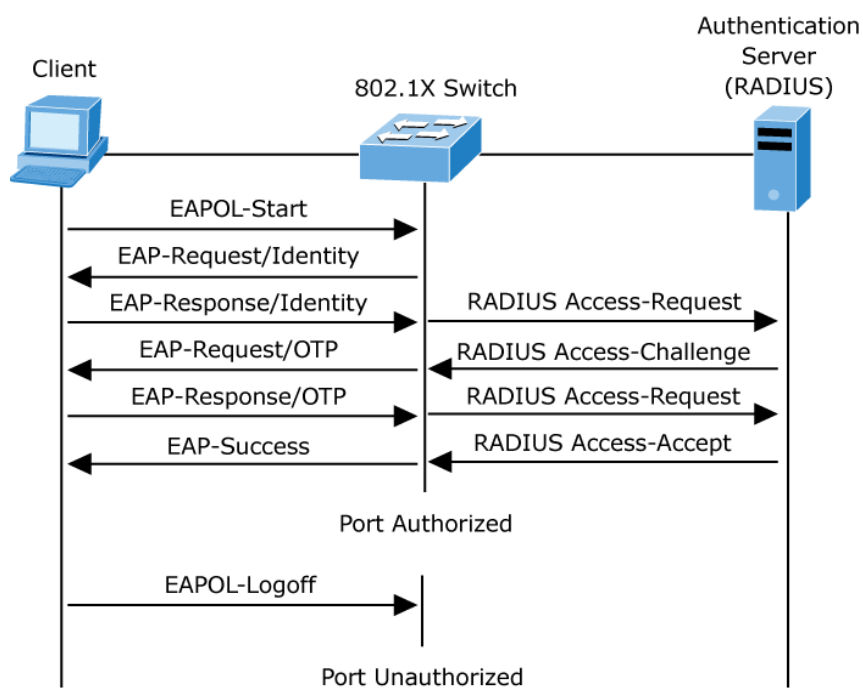 Authentication
Server
(RADIUS)
Client
802.1X Switch
EAPOL-Start
EAP-Request/Identity
EAP-Response/Identity
RADIUS Access-Request
EAP-Request/OTP
RADIUS Access-Challenge
EAP-Response/OTP
RADIUS Access-Request
EAP-Success
RADIUS Access-Accept
Port Authorized
EAPOL-Logoff
Port Unauthorized